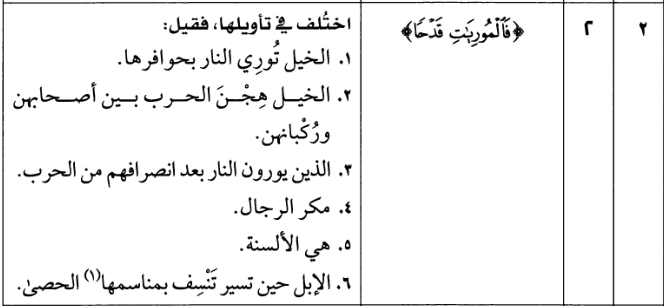 ٢
٢
﴿فَٱلْمُورِيَٰتِ قَدْحًا﴾
اختُلف في تأويلها، فقيل:
١. الخيل تُورِي النار بحوافرها.
٢. الخيل هِجْنَ الحرب بين أصحابهن
ورُكْبانهن.
٣. الذين يورون النار بعد انصرافهم من الحرب.
٤. مكر الرجال.
٥. هي الألسنة.
٦. الإبل حين تسير تَنْسِف بمناسمها(١) الحصىٰ.